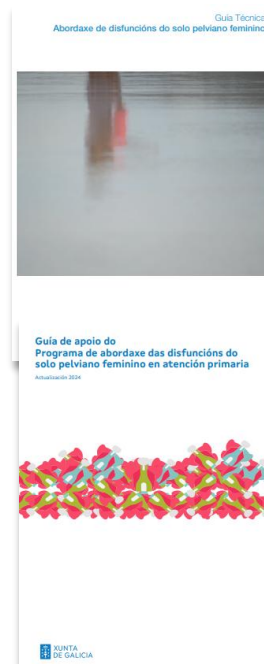 Guía Técnica
Abordaxe de disfuncións do solo pelviano feminino
Guía de apoio do
Programa de abordaxe das disfuncións do
solo pelviano feminino en atención primaria
Actualización 2024
XUNTA
DE GALICIA